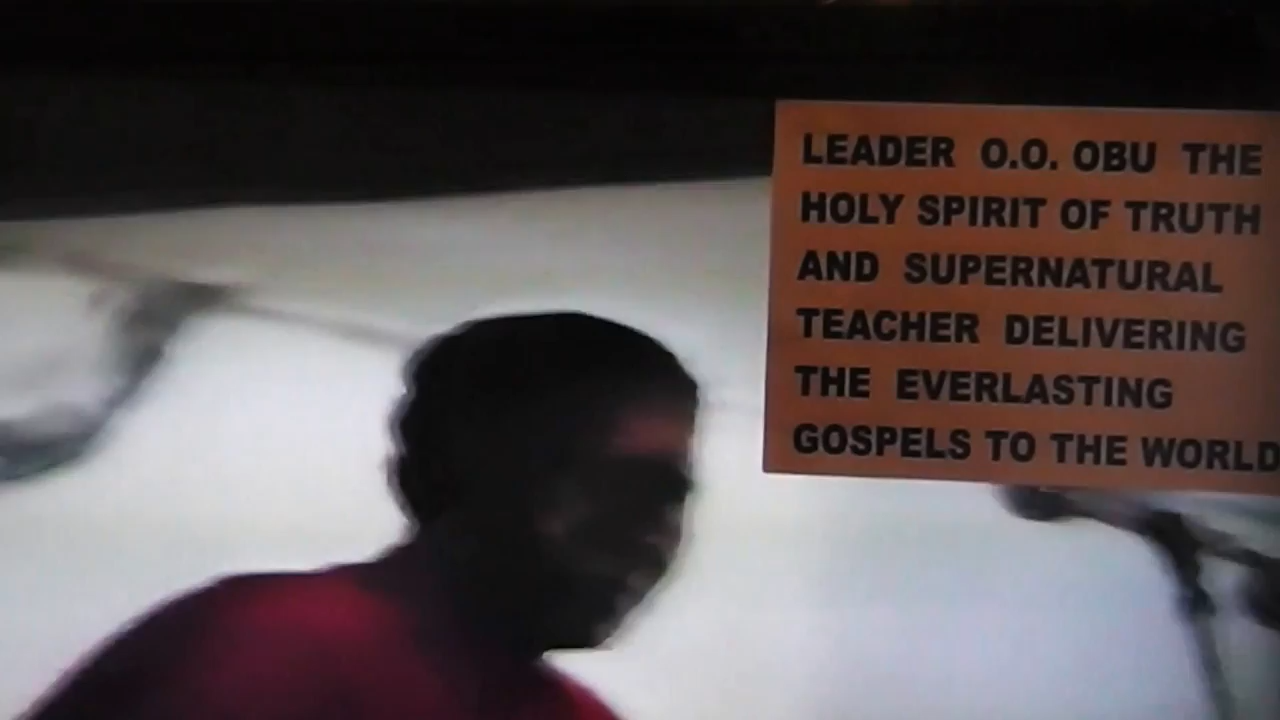 LEADER O.O. OBU THE
HOLY SPIRIT OF TRUTH
AND SUPERNATURAL
TEACHER DELIVERING
THE EVERLASTING
GOSPELS TO THE WORLD